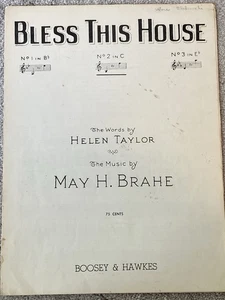 BLESS THIS HOUSE
Nº 1 in B♭ Nº 2 in C Nº 3 in E♭
The Words by
HELEN TAYLOR
and
The Music by
MAY H. BRAHE
75 CENTS
BOOSEY & HAWKES